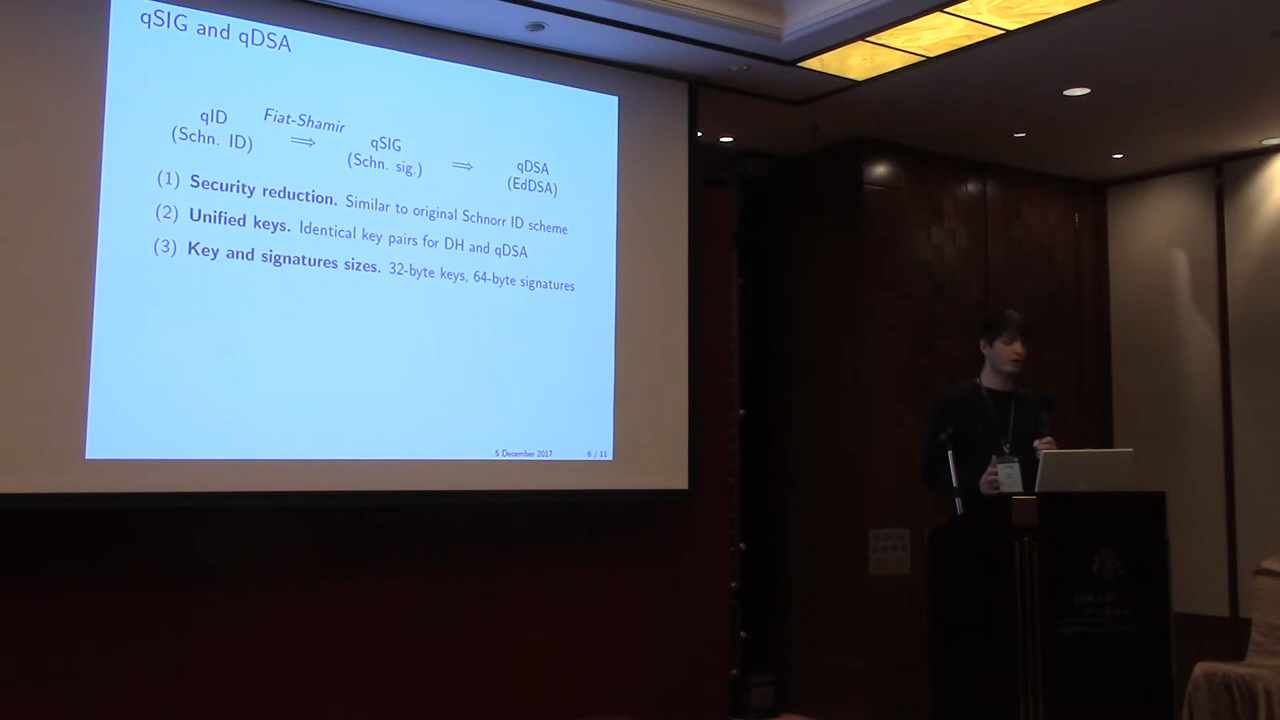 qSIG and qDSA
qID Fiat-Shamir qSIG qDSA
(Schn. ID) ⟹ (Schn. sig.) ⟹ (EdDSA)
(1) Security reduction. Similar to original Schnorr ID scheme
(2) Unified keys. Identical key pairs for DH and qDSA
(3) Key and signatures sizes. 32-byte keys, 64-byte signatures
5 December 2017 6 / 11